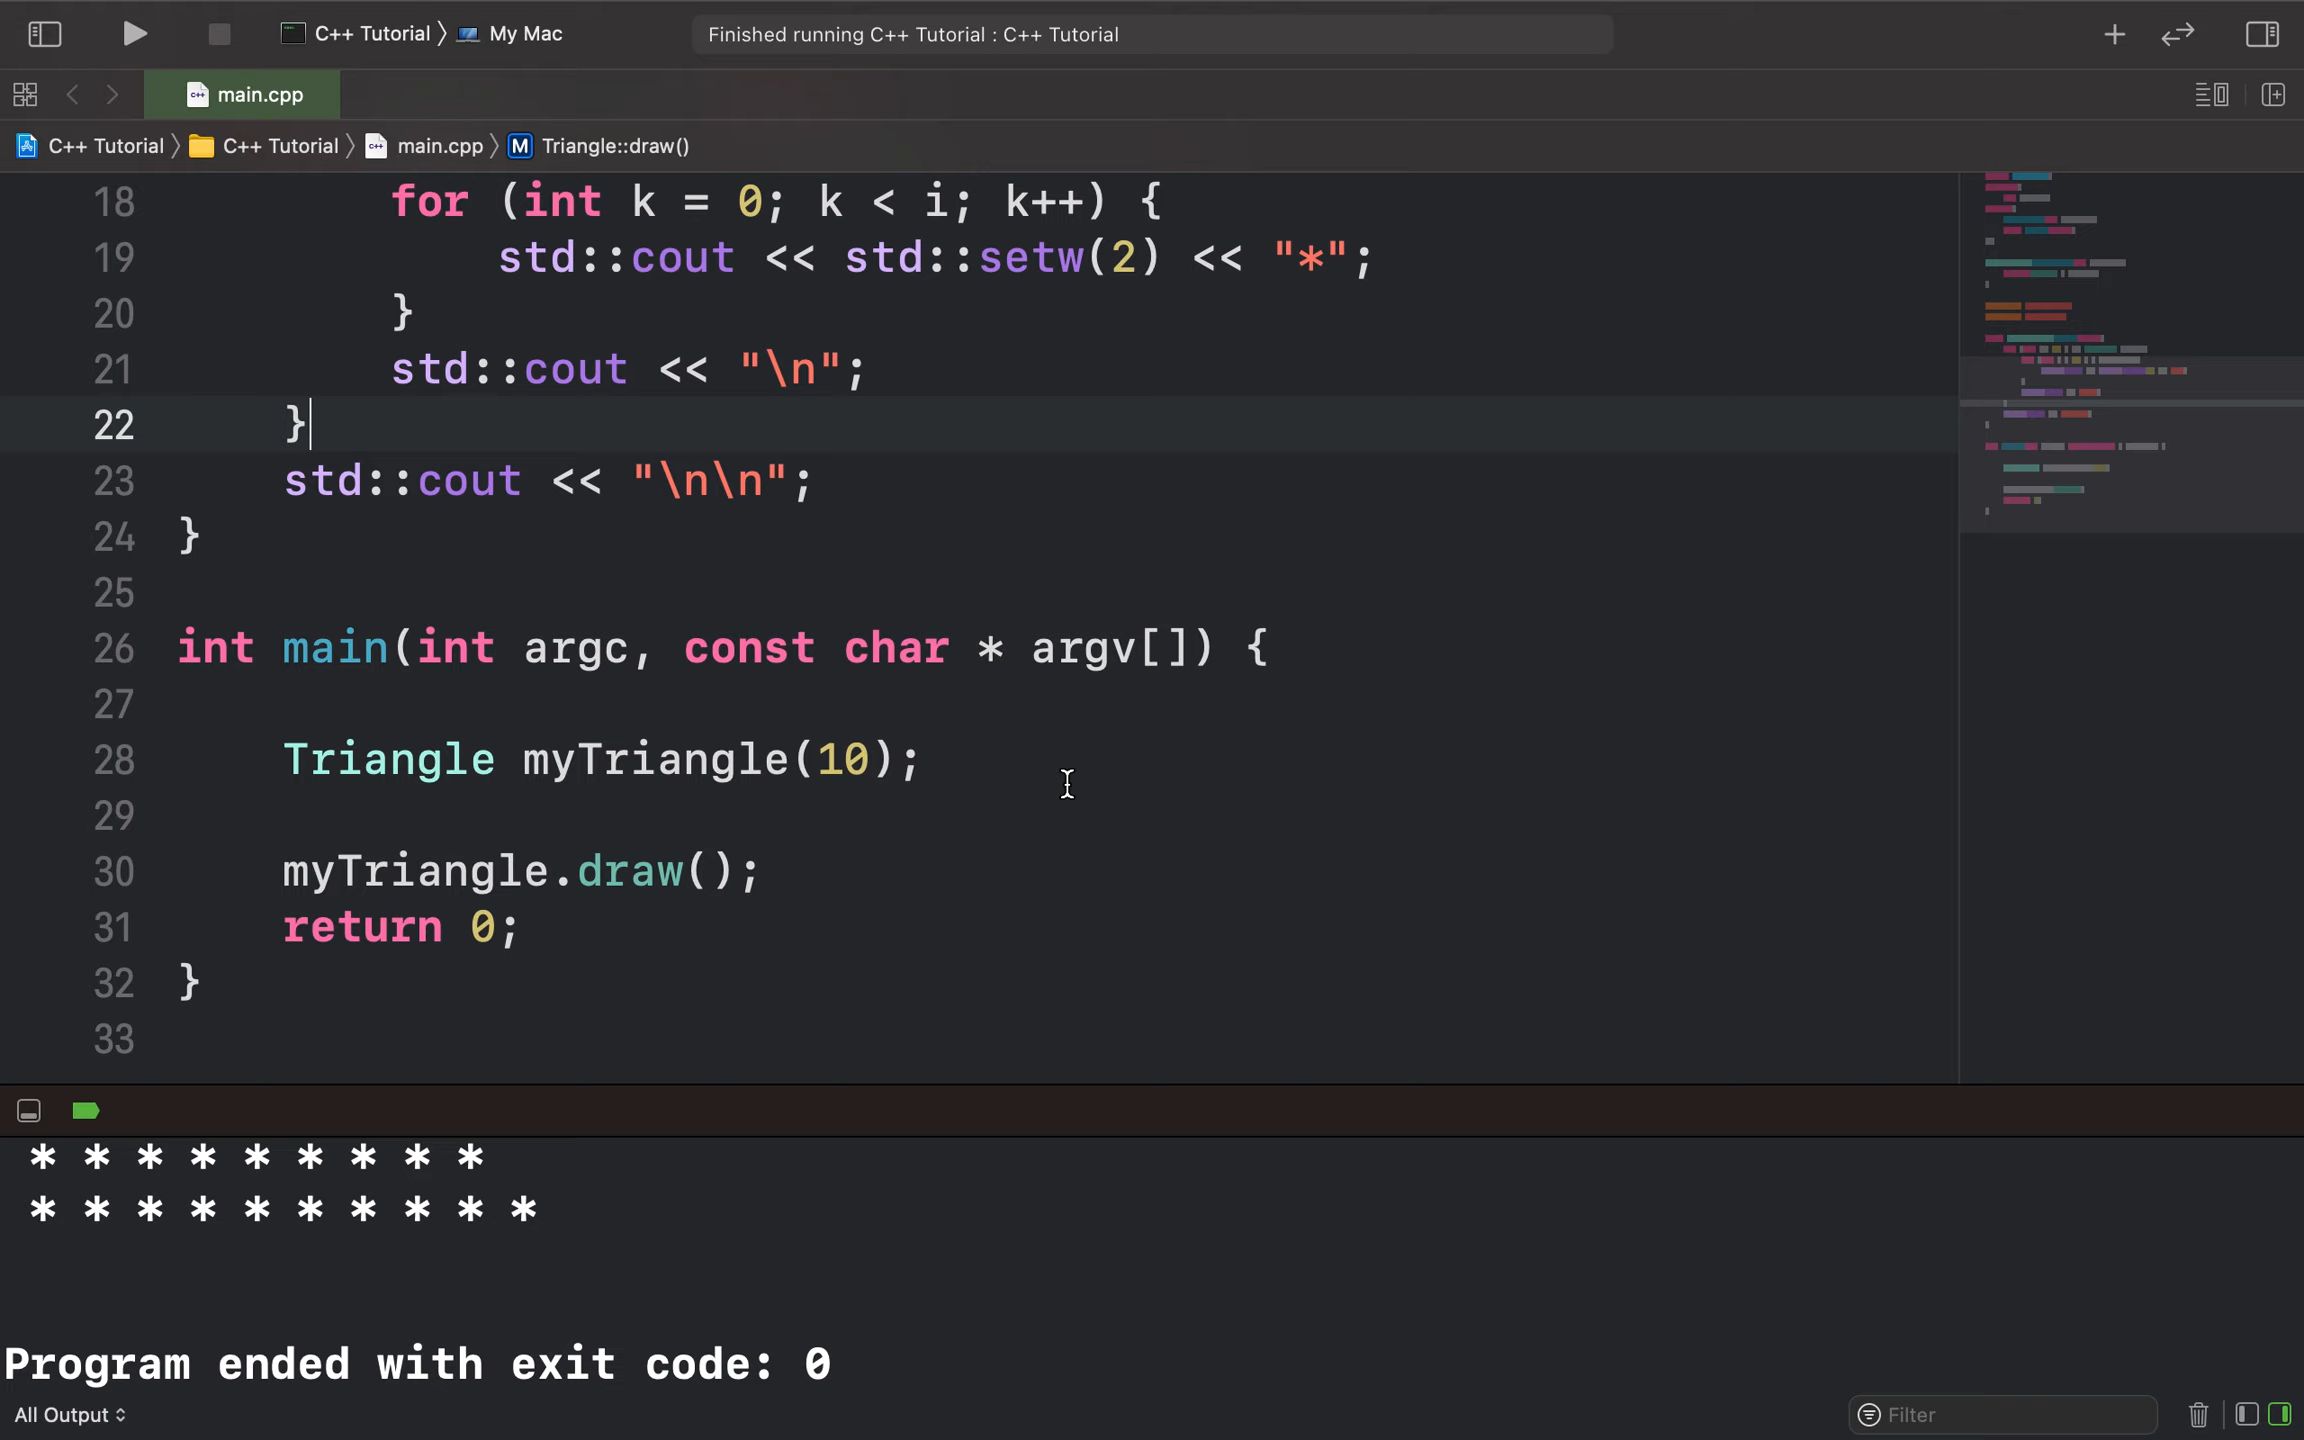 C++ Tutorial 〉 My Mac
Finished running C++ Tutorial : C++ Tutorial
main.cpp
C++ Tutorial 〉 C++ Tutorial 〉 main.cpp 〉 M Triangle::draw()
18 for (int k = 0; k < i; k++) {
19 std::cout << std::setw(2) << "*";
20 }
21 std::cout << "\n";
22 }
23 std::cout << "\n\n";
24 }
25
26 int main(int argc, const char * argv[]) {
27
28 Triangle myTriangle(10);
29
30 myTriangle.draw();
31 return 0;
32 }
33
* * * * * * * * *
* * * * * * * * * *
Program ended with exit code: 0
All Output
Filter